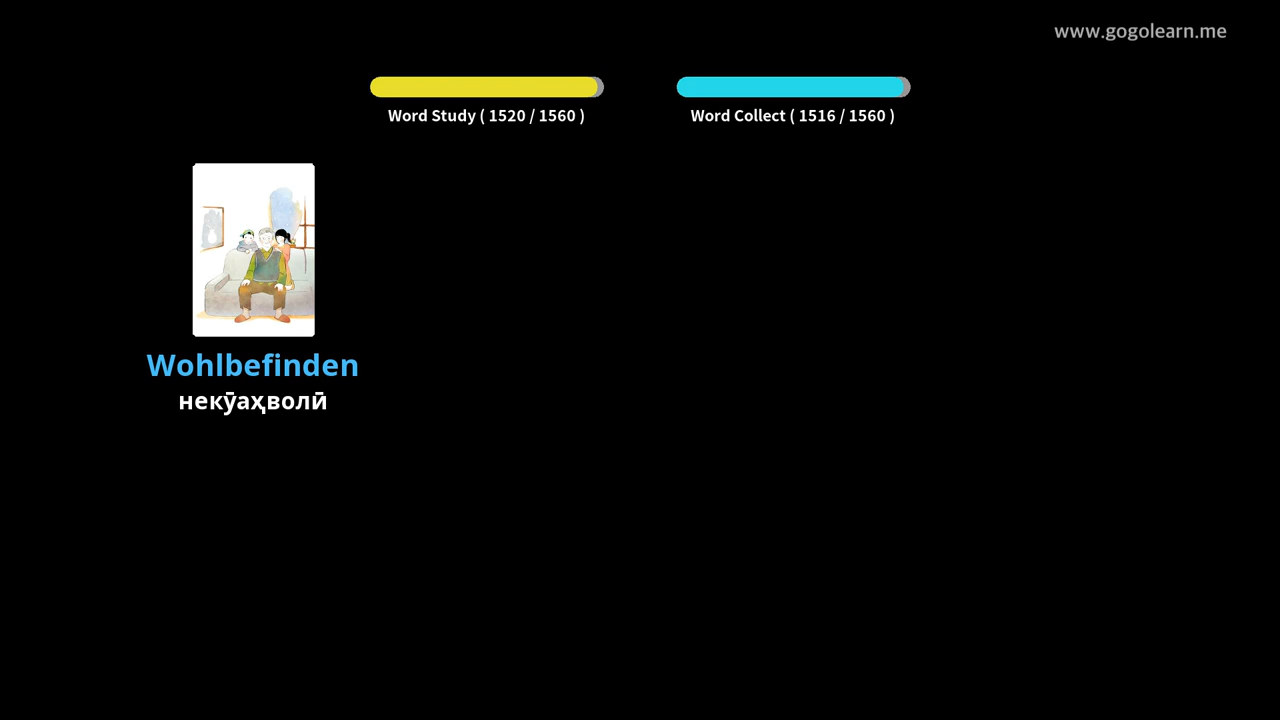 www.gogolearn.me
Word Study ( 1520 / 1560 )
Word Collect ( 1516 / 1560 )
Wohlbefinden
некӯаҳволӣ